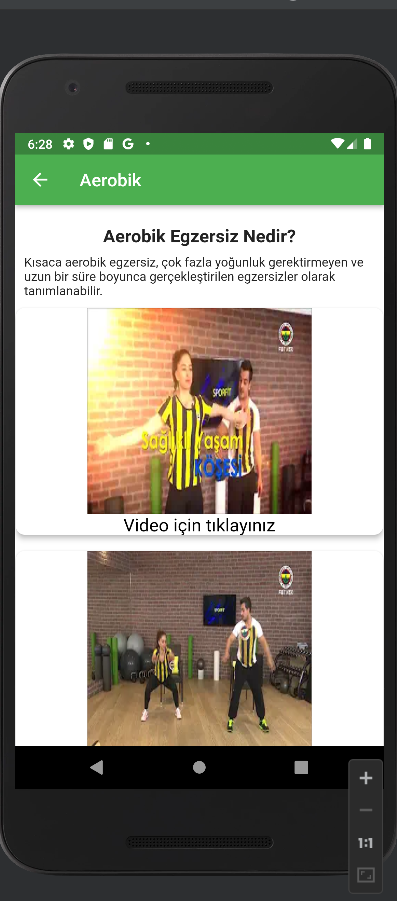 6:28
Aerobik
Aerobik Egzersiz Nedir?
Kısaca aerobik egzersiz, çok fazla yoğunluk gerektirmeyen ve
uzun bir süre boyunca gerçekleştirilen egzersizler olarak
tanımlanabilir.
SPORFİT
Sağlıklı Yaşam
KÖŞESİ
Video için tıklayınız
1:1